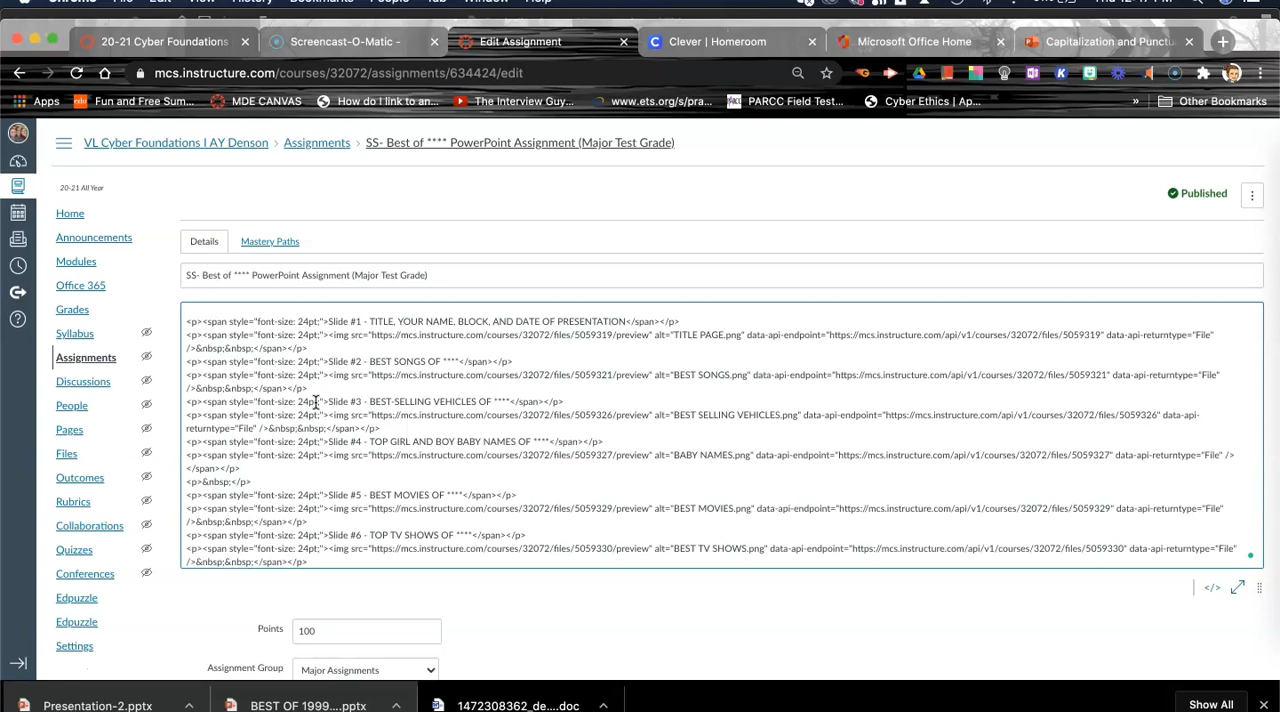 20-21 Cyber Foundations
Screencast-O-Matic -
Edit Assignment
Clever | Homeroom
Microsoft Office Home
Capitalization and Punctu
mcs.instructure.com/courses/32072/assignments/634424/edit
Apps
Fun and Free Sum...
MDE CANVAS
How do I link to an...
The Interview Guy...
www.ets.org/s/pra...
PARCC Field Test...
Cyber Ethics | Ap...
»
Other Bookmarks
VL Cyber Foundations I AY Denson › Assignments › SS- Best of **** PowerPoint Assignment (Major Test Grade)
20-21 All Year
Published
Home
Announcements
Modules
Office 365
Grades
Syllabus
Assignments
Discussions
People
Pages
Files
Outcomes
Rubrics
Collaborations
Quizzes
Conferences
Edpuzzle
Edpuzzle
Settings
Details
Mastery Paths
SS- Best of **** PowerPoint Assignment (Major Test Grade)
<p><span style="font-size: 24pt;">Slide #1 - TITLE, YOUR NAME, BLOCK, AND DATE OF PRESENTATION</span></p>
<p><span style="font-size: 24pt;"><img src="https://mcs.instructure.com/courses/32072/files/5059319/preview" alt="TITLE PAGE.png" data-api-endpoint="https://mcs.instructure.com/api/v1/courses/32072/files/5059319" data-api-returntype="File"
/>&nbsp;&nbsp;</span></p>
<p><span style="font-size: 24pt;">Slide #2 - BEST SONGS OF ****</span></p>
<p><span style="font-size: 24pt;"><img src="https://mcs.instructure.com/courses/32072/files/5059321/preview" alt="BEST SONGS.png" data-api-endpoint="https://mcs.instructure.com/api/v1/courses/32072/files/5059321" data-api-returntype="File"
/>&nbsp;&nbsp;</span></p>
<p><span style="font-size: 24pt;">Slide #3 - BEST-SELLING VEHICLES OF ****</span></p>
<p><span style="font-size: 24pt;"><img src="https://mcs.instructure.com/courses/32072/files/5059326/preview" alt="BEST SELLING VEHICLES.png" data-api-endpoint="https://mcs.instructure.com/api/v1/courses/32072/files/5059326" data-api-
returntype="File" />&nbsp;&nbsp;</span></p>
<p><span style="font-size: 24pt;">Slide #4 - TOP GIRL AND BOY BABY NAMES OF ****</span></p>
<p><span style="font-size: 24pt;"><img src="https://mcs.instructure.com/courses/32072/files/5059327/preview" alt="BABY NAMES.png" data-api-endpoint="https://mcs.instructure.com/api/v1/courses/32072/files/5059327" data-api-returntype="File" />
</span></p>
<p>&nbsp;</p>
<p><span style="font-size: 24pt;">Slide #5 - BEST MOVIES OF ****</span></p>
<p><span style="font-size: 24pt;"><img src="https://mcs.instructure.com/courses/32072/files/5059329/preview" alt="BEST MOVIES.png" data-api-endpoint="https://mcs.instructure.com/api/v1/courses/32072/files/5059329" data-api-returntype="File"
/>&nbsp;&nbsp;</span></p>
<p><span style="font-size: 24pt;">Slide #6 - TOP TV SHOWS OF ****</span></p>
<p><span style="font-size: 24pt;"><img src="https://mcs.instructure.com/courses/32072/files/5059330/preview" alt="BEST TV SHOWS.png" data-api-endpoint="https://mcs.instructure.com/api/v1/courses/32072/files/5059330" data-api-returntype="File"
/>&nbsp;&nbsp;</span></p>
</>
Points
100
Assignment Group
Major Assignments
Presentation-2.pptx
BEST OF 1999....pptx
1472308362_de....doc
Show All